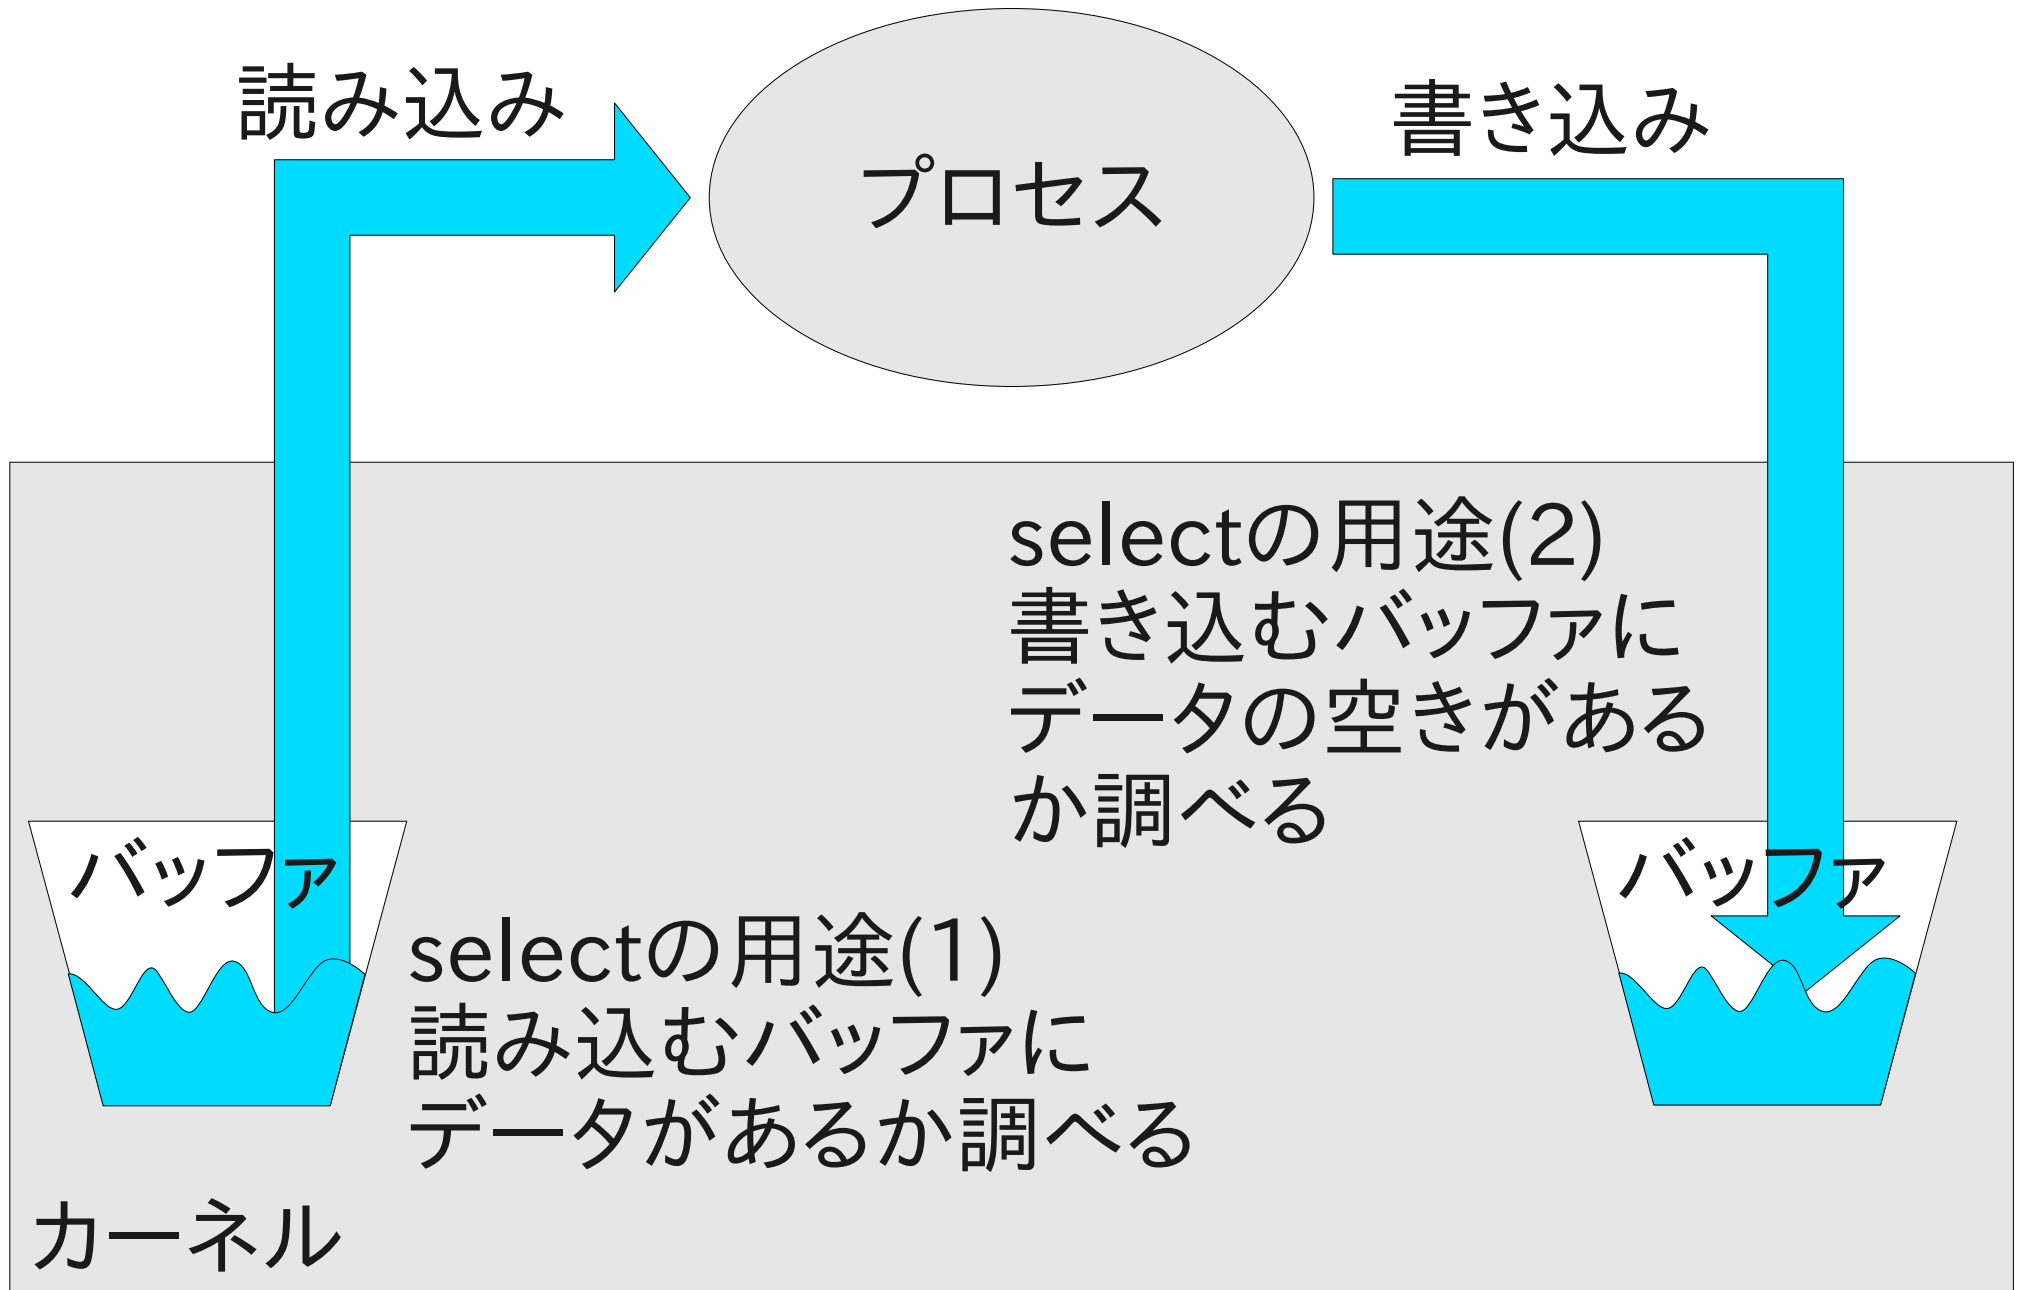 読み込み
プロセス
書き込み
selectの用途(2)
書き込むバッファに
データの空きがある
か調べる
バッファ
バッファ
selectの用途(1)
読み込むバッファに
データがあるか調べる
カーネル